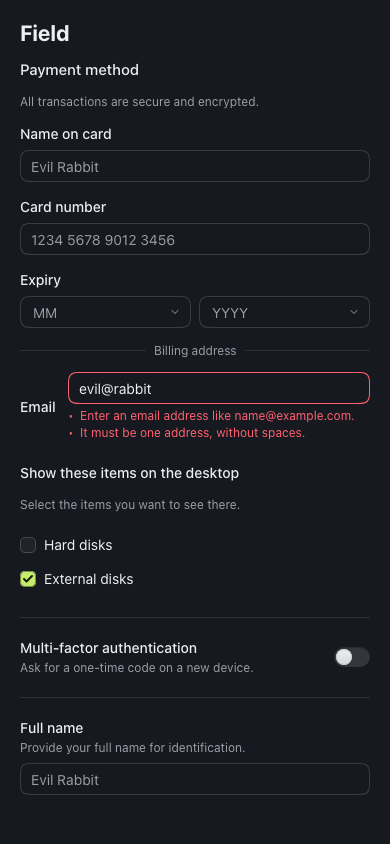 Field
Payment method
All transactions are secure and encrypted.
Name on card
Evil Rabbit
Card number
1234 5678 9012 3456
Expiry
MM
YYYY
Billing address
Email
evil@rabbit
• Enter an email address like name@example.com.
• It must be one address, without spaces.
Show these items on the desktop
Select the items you want to see there.
Hard disks
External disks
Multi-factor authentication
Ask for a one-time code on a new device.
Full name
Provide your full name for identification.
Evil Rabbit